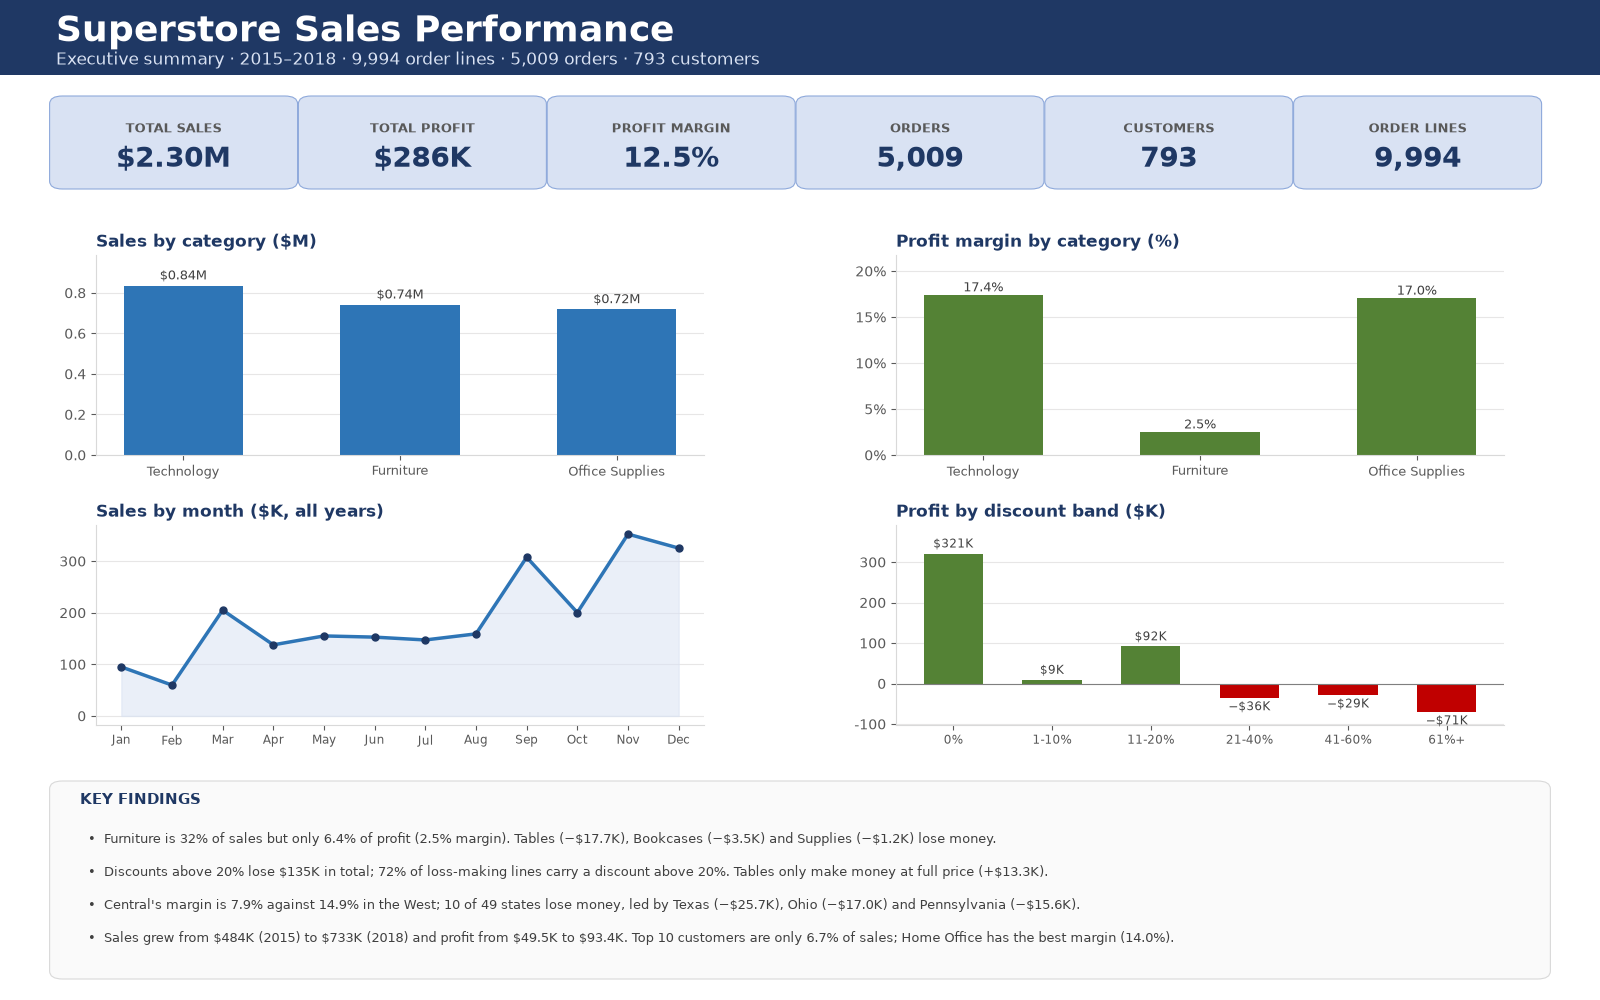 Superstore Sales Performance
Executive summary · 2015–2018 · 9,994 order lines · 5,009 orders · 793 customers
TOTAL SALES
$2.30M
TOTAL PROFIT
$286K
PROFIT MARGIN
12.5%
ORDERS
5,009
CUSTOMERS
793
ORDER LINES
9,994
Sales by category ($M)
$0.84M
$0.74M
$0.72M
0.8
0.6
0.4
0.2
0.0
Technology
Furniture
Office Supplies
Profit margin by category (%)
20%
15%
10%
5%
0%
17.4%
2.5%
17.0%
Technology
Furniture
Office Supplies
Sales by month ($K, all years)
300
200
100
0
Jan
Feb
Mar
Apr
May
Jun
Jul
Aug
Sep
Oct
Nov
Dec
Profit by discount band ($K)
300
200
100
0
-100
$321K
$9K
$92K
−$36K
−$29K
−$71K
0%
1-10%
11-20%
21-40%
41-60%
61%+
KEY FINDINGS
• Furniture is 32% of sales but only 6.4% of profit (2.5% margin). Tables (−$17.7K), Bookcases (−$3.5K) and Supplies (−$1.2K) lose money.
• Discounts above 20% lose $135K in total; 72% of loss-making lines carry a discount above 20%. Tables only make money at full price (+$13.3K).
• Central's margin is 7.9% against 14.9% in the West; 10 of 49 states lose money, led by Texas (−$25.7K), Ohio (−$17.0K) and Pennsylvania (−$15.6K).
• Sales grew from $484K (2015) to $733K (2018) and profit from $49.5K to $93.4K. Top 10 customers are only 6.7% of sales; Home Office has the best margin (14.0%).